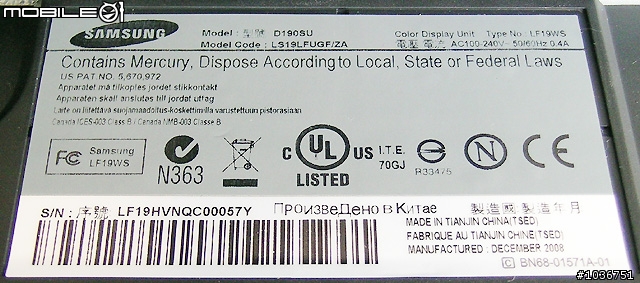 MOBILE
SAMSUNG
Model : 型號 D190SU
Model Code : LS19LFUGF/ZA
Color Display Unit Type No : LF19WS
電壓 電流 AC100-240V~ 50/60Hz 0.4A
Contains Mercury, Dispose According to Local, State or Federal Laws
US PAT NO. 5,670,972
Apparatet må tilkoples jordet stikkontakt
Apparaten skall anslutas till jordat uttag
Laite on liitettävä suojamaadoitus-koskettimilla varustettuun pistorasiaan
Canada ICES-003 Class B / Canada NMB-003 Classe B
FC Samsung
LF19WS
N
N363
C UL ® US
LISTED
I.T.E.
70GJ
R33475
N
CE
S/N : 序號 LF19HVNQC00057Y
Произведено в Китае
製造國 製造年月
MADE IN TIANJIN CHINA(TSED)
FABRIQUE AU TIANJIN CHINE(TSED)
MANUFACTURED : DECEMBER 2008
C BN68-01571A-01
#1036751